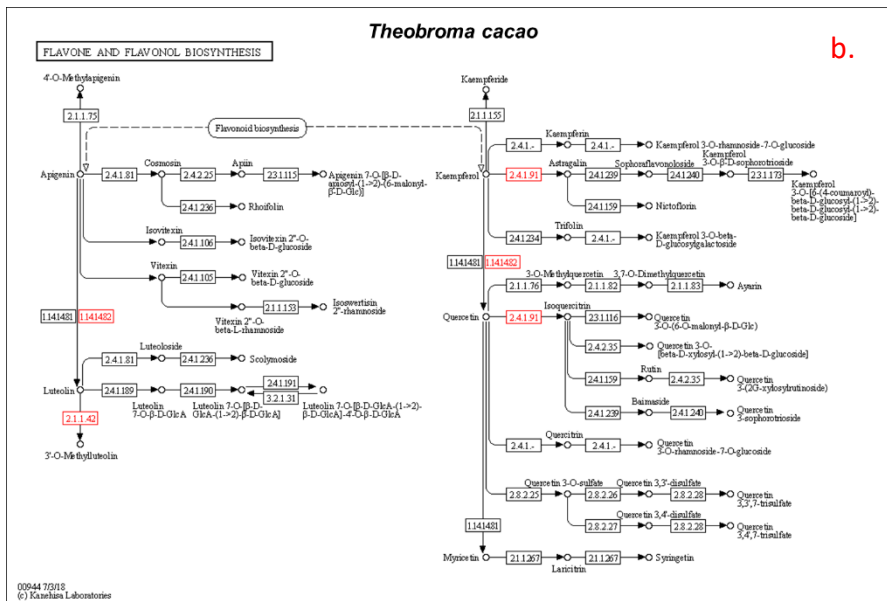 Theobroma cacao
b.
FLAVONE AND FLAVONOL BIOSYNTHESIS
4'-O-Methylapigenin
2.1.1.75
Flavonoid biosynthesis
Apigenin
2.4.1.81
Cosmosin
2.4.2.25
Apiin
2.3.1.115
Apigenin 7-O-[β-D-
apiosyl-(1->2)-(6-malonyl-
β-D-Glc)]
2.4.1.236
Rhoifolin
Isovitexin
2.4.1.106
Isovitexin 2''-O-
beta-D-glucoside
Vitexin
2.4.1.105
Vitexin 2''-O-
beta-D-glucoside
2.1.1.153
Isoswertisin
2''-rhamnoside
Vitexin 2''-O-
beta-L-rhamnoside
1.14.14.81
1.14.14.82
2.4.1.81
Luteoloside
2.4.1.236
Scolymoside
Luteolin
2.4.1.189
Luteolin
7-O-β-D-GlcA
2.4.1.190
Luteolin 7-O-[β-D-
GlcA-(1->2)-β-D-GlcA]
2.4.1.191
3.2.1.31
Luteolin 7-O-[β-D-GlcA-(1->2)-
β-D-GlcA]-4'-O-β-D-GlcA
2.1.1.42
3'-O-Methylluteolin
Kaempferide
2.1.1.155
Kaempferol
2.4.1.-
Kaempferin
2.4.1.-
Kaempferol 3-O-rhamnoside-7-O-glucoside
2.4.1.91
Astragalin
2.4.1.239
Sophoraflavonoloside
2.4.1.240
Kaempferol
3-O-β-D-sophorotrioside
2.3.1.173
Kaempferol
3-O-[6-(4-coumaroyl)-
beta-D-glucosyl-(1->2)-
beta-D-glucosyl-(1->2)-
beta-D-glucoside]
2.4.1.159
Nictoflorin
2.4.1.234
Trifolin
2.4.1.-
Kaempferol 3-O-beta-
D-glucosylgalactoside
1.14.14.81
1.14.14.82
3-O-Methylquercetin
3,7-O-Dimethylquercetin
2.1.1.76
2.1.1.82
2.1.1.83
Ayarin
Quercetin
2.4.1.91
Isoquercitrin
2.3.1.116
Quercetin
3-O-(6-O-malonyl-β-D-Glc)
2.4.2.35
Quercetin 3-O-
[beta-D-xylosyl-(1->2)-beta-D-glucoside]
2.4.1.159
Rutin
2.4.2.35
Quercetin
3-(2G-xylosylrutinoside)
2.4.1.239
Baimaside
2.4.1.240
Quercetin
3-sophorotrioside
2.4.1.-
Quercitrin
2.4.1.-
Quercetin
3-O-rhamnoside-7-O-glucoside
2.8.2.25
Quercetin 3-O-sulfate
2.8.2.26
Quercetin 3,3'-disulfate
2.8.2.28
Quercetin
3,3',7-trisulfate
2.8.2.27
Quercetin 3,4'-disulfate
2.8.2.28
Quercetin
3,4',7-trisulfate
1.14.14.81
Myricetin
2.1.1.267
Laricitrin
2.1.1.267
Syringetin
00944 7/3/18
(c) Kanehisa Laboratories